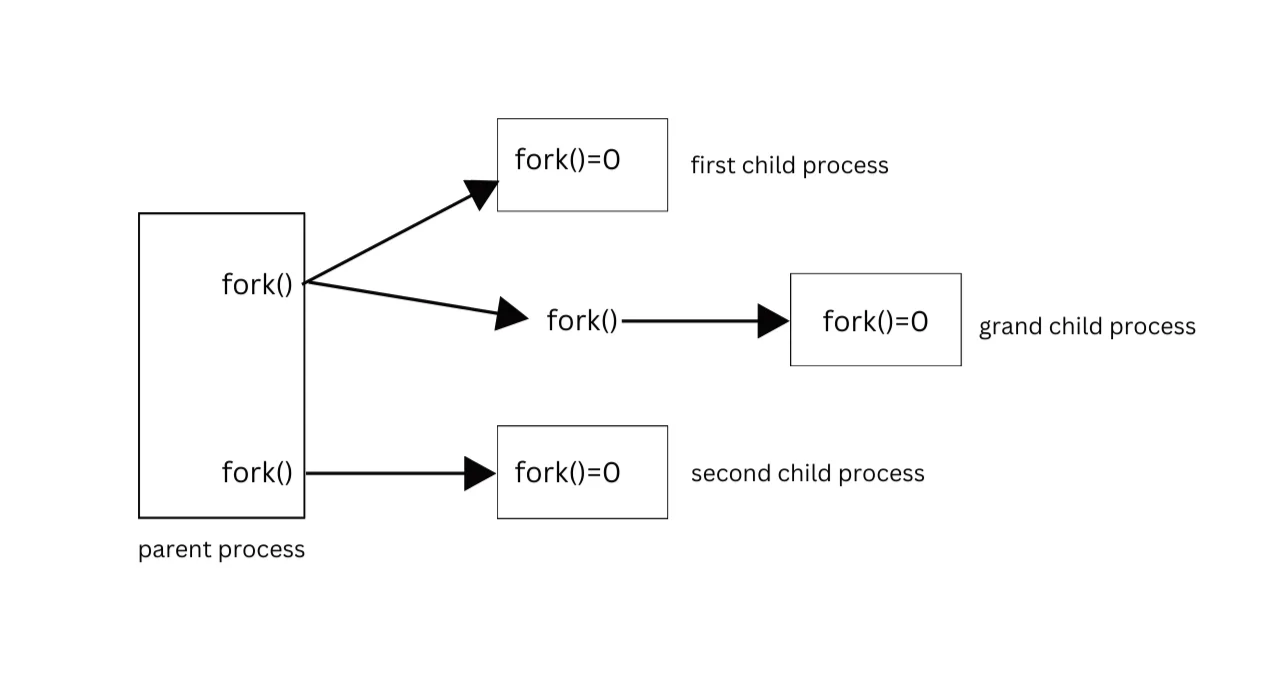 fork()=0
first child process
fork()
fork()
fork()=0
grand child process
fork()
fork()=0
second child process
parent process